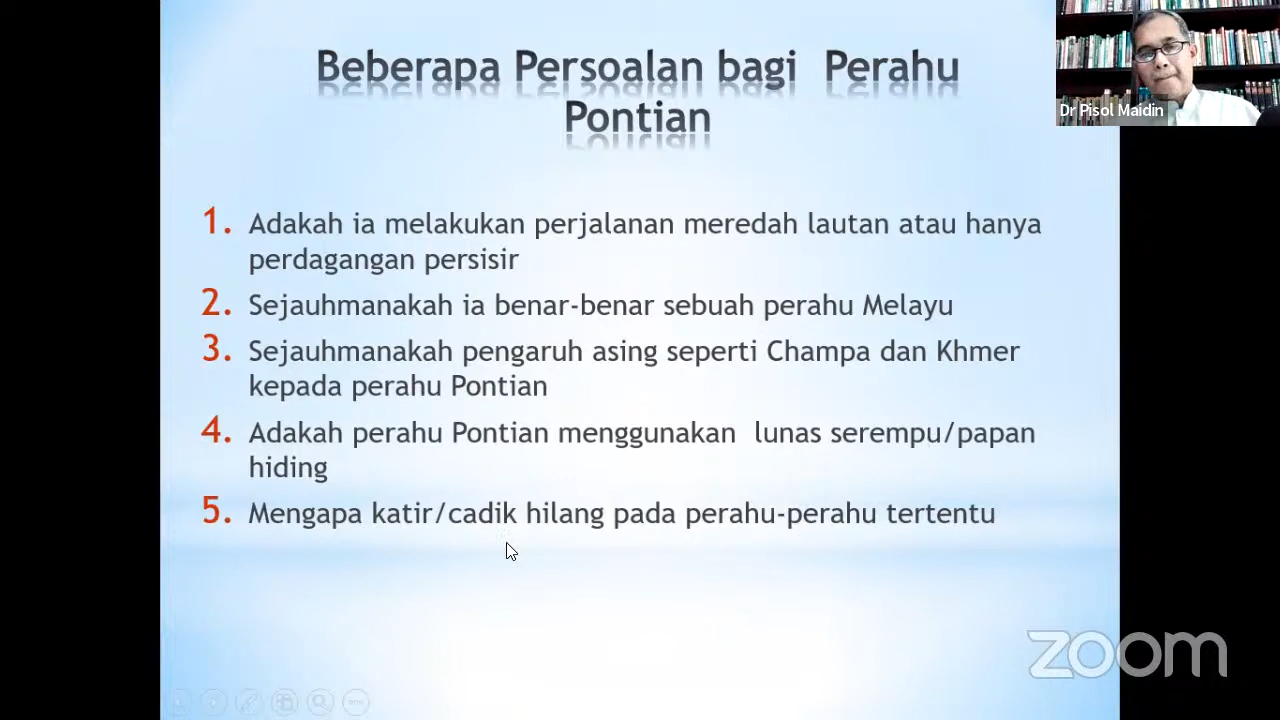 Beberapa Persoalan bagi Perahu
Pontian
Dr Pisol Maidin
1. Adakah ia melakukan perjalanan meredah lautan atau hanya
perdagangan persisir
2. Sejauhmanakah ia benar-benar sebuah perahu Melayu
3. Sejauhmanakah pengaruh asing seperti Champa dan Khmer
kepada perahu Pontian
4. Adakah perahu Pontian menggunakan lunas serempu/papan
hiding
5. Mengapa katir/cadik hilang pada perahu-perahu tertentu
zoom